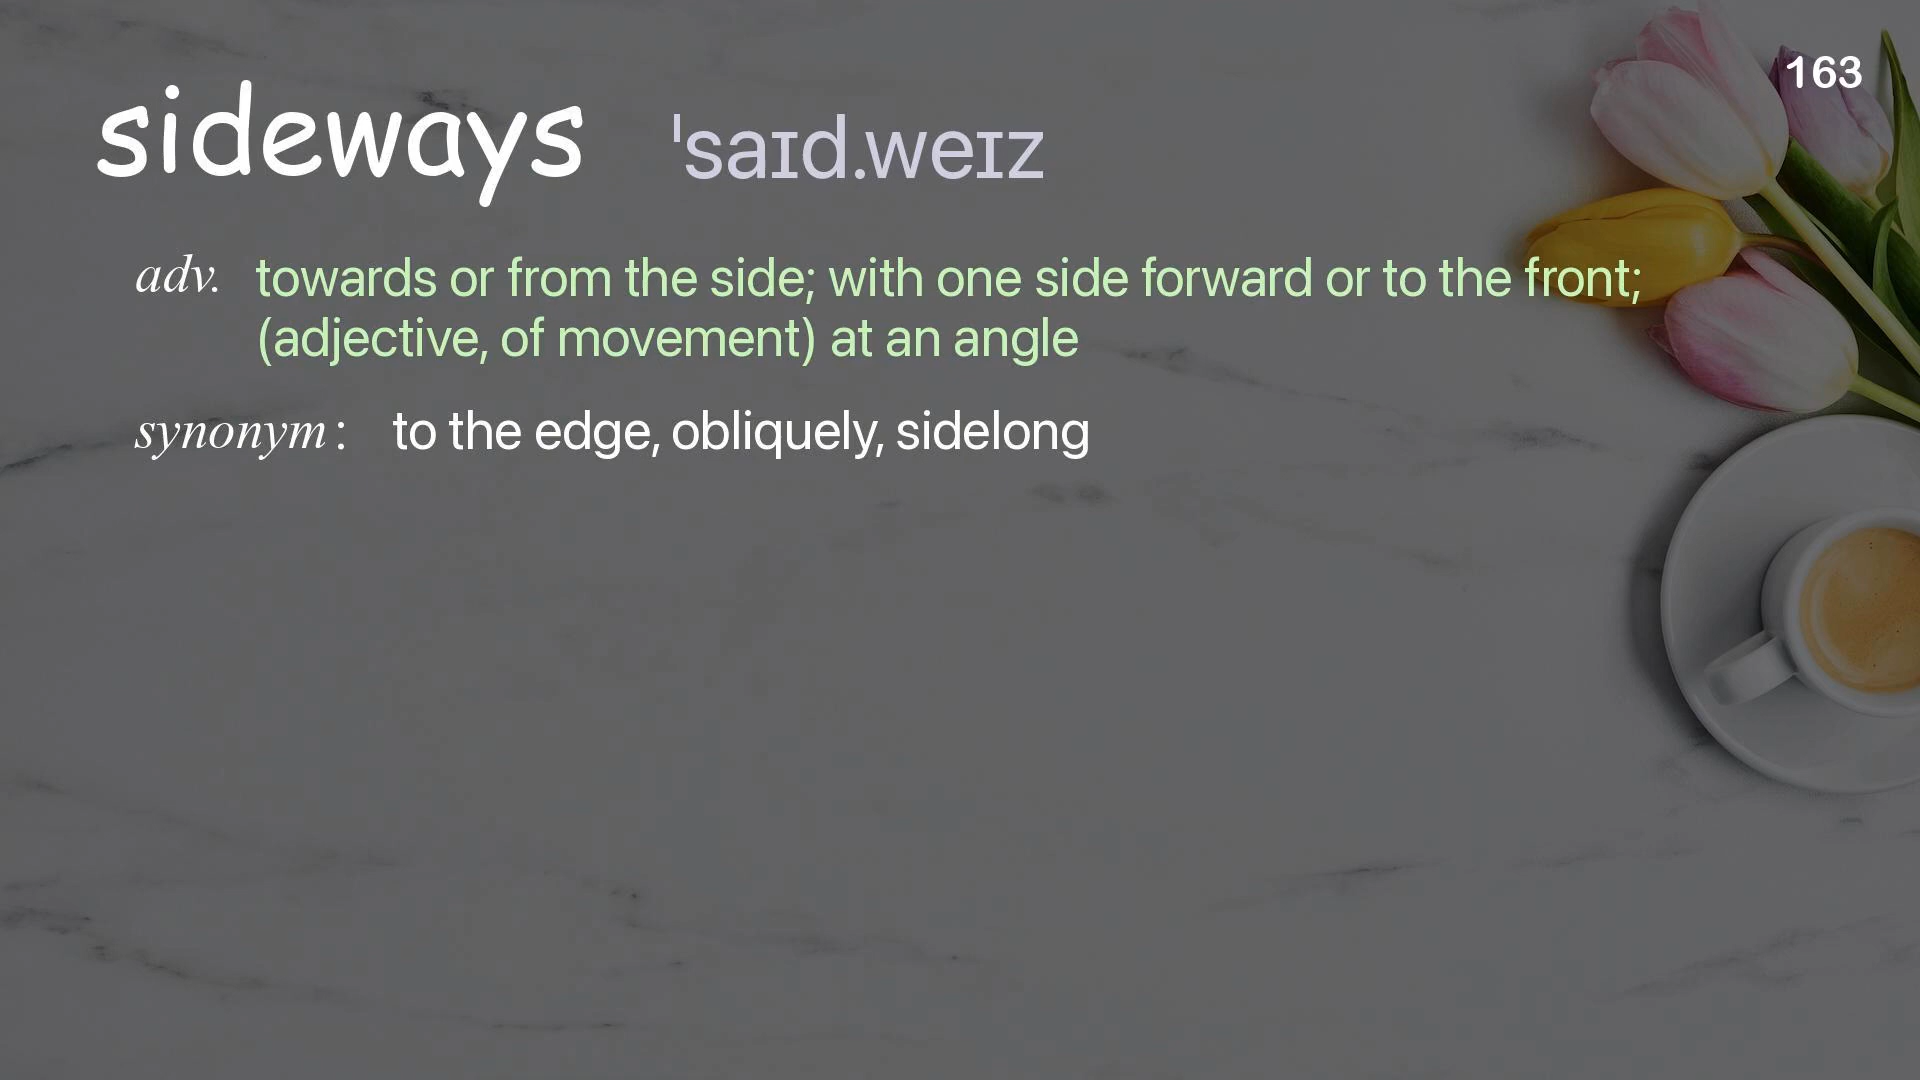 163
sideways ˈsaɪd.weɪz
adv. towards or from the side; with one side forward or to the front;
(adjective, of movement) at an angle
synonym: to the edge, obliquely, sidelong